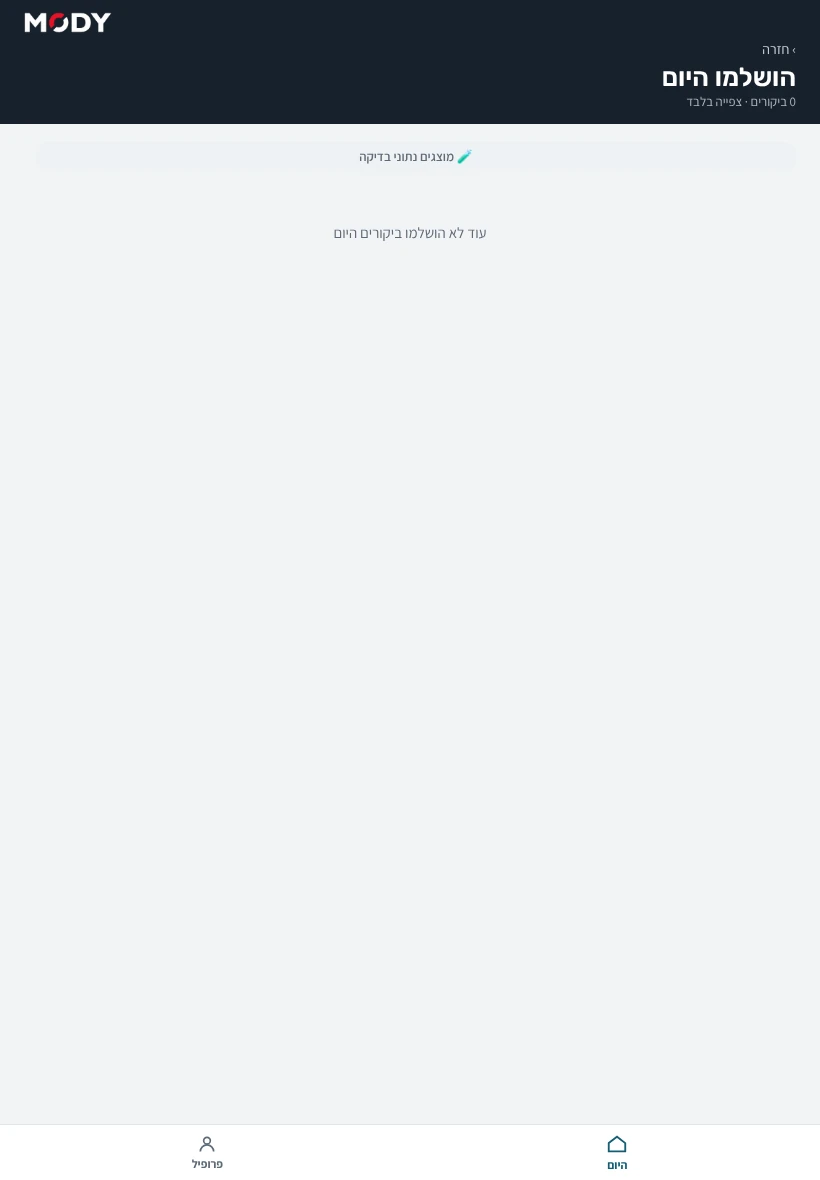 MODY
› חזרה
הושלמו היום
0 ביקורים · צפייה בלבד
🧪 מוצגים נתוני בדיקה
עוד לא הושלמו ביקורים היום
היום
פרופיל